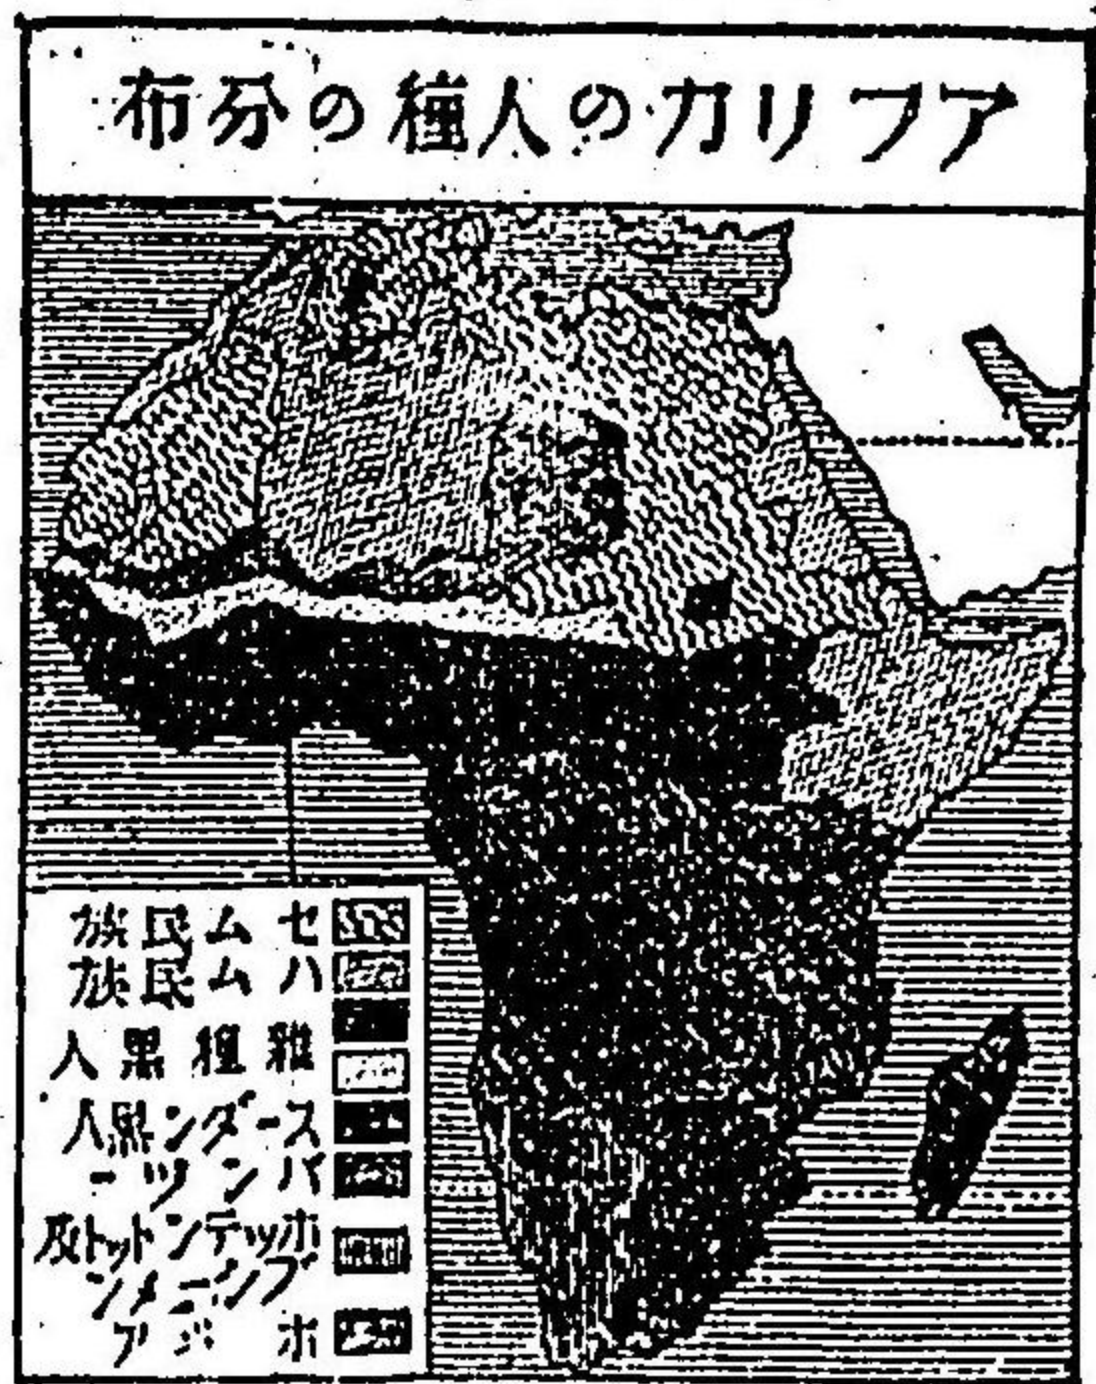 アフリカの人種の分布
セム民族
ハム民族
雑種黒人
スーダン黒人
バンツー
ホッテントット及
ブッシメン
ホ